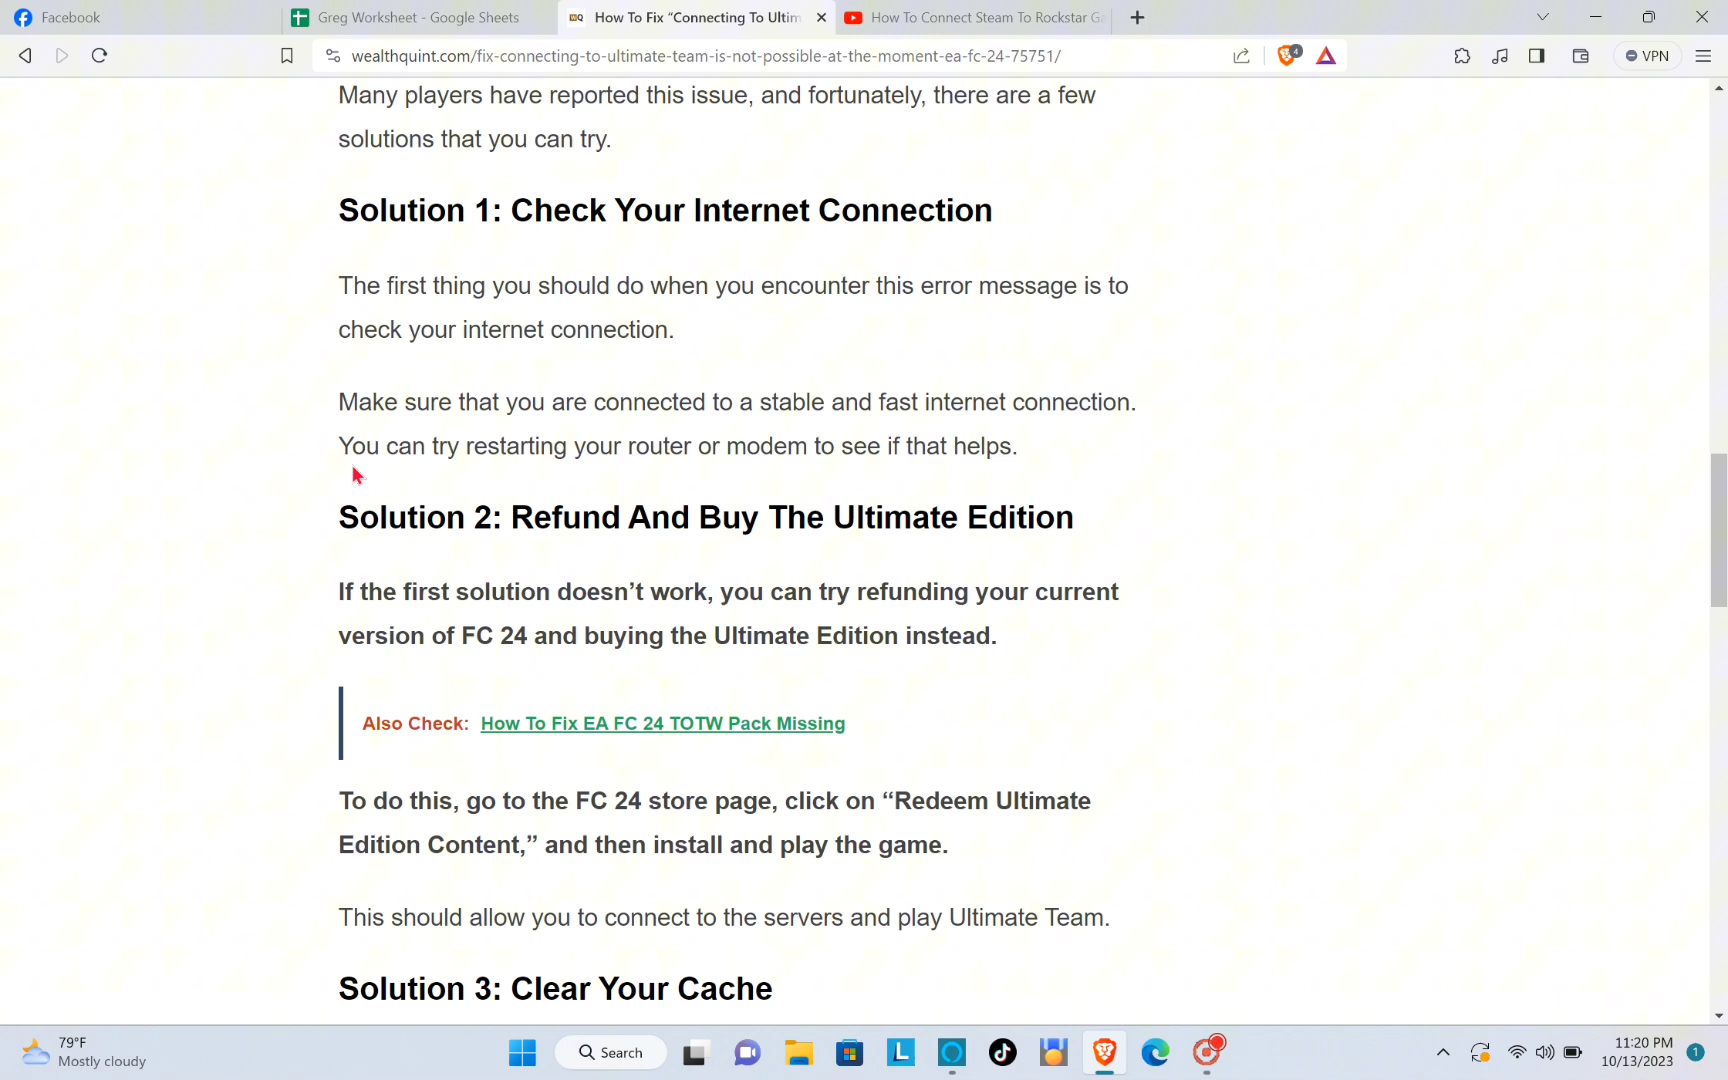 Facebook
Greg Worksheet - Google Sheets
How To Fix "Connecting To Ultim
How To Connect Steam To Rockstar Ga
wealthquint.com/fix-connecting-to-ultimate-team-is-not-possible-at-the-moment-ea-fc-24-75751/
4
VPN
Many players have reported this issue, and fortunately, there are a few
solutions that you can try.
Solution 1: Check Your Internet Connection
The first thing you should do when you encounter this error message is to
check your internet connection.
Make sure that you are connected to a stable and fast internet connection.
You can try restarting your router or modem to see if that helps.
Solution 2: Refund And Buy The Ultimate Edition
If the first solution doesn’t work, you can try refunding your current
version of FC 24 and buying the Ultimate Edition instead.
Also Check: How To Fix EA FC 24 TOTW Pack Missing
To do this, go to the FC 24 store page, click on “Redeem Ultimate
Edition Content,” and then install and play the game.
This should allow you to connect to the servers and play Ultimate Team.
Solution 3: Clear Your Cache
79°F
Mostly cloudy
Search
L
11:20 PM
10/13/2023
1